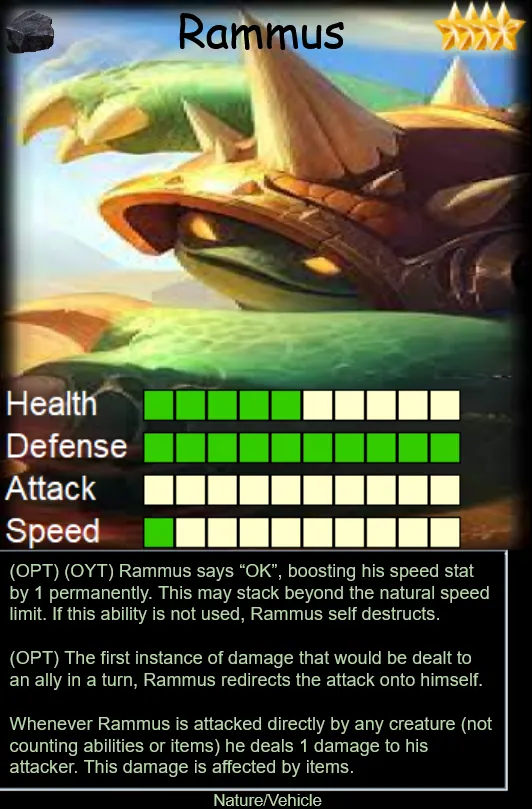 Rammus
Health
Defense
Attack
Speed
(OPT) (OYT) Rammus says “OK”, boosting his speed stat
by 1 permanently. This may stack beyond the natural speed
limit. If this ability is not used, Rammus self destructs.
(OPT) The first instance of damage that would be dealt to
an ally in a turn, Rammus redirects the attack onto himself.
Whenever Rammus is attacked directly by any creature (not
counting abilities or items) he deals 1 damage to his
attacker. This damage is affected by items.
Nature/Vehicle